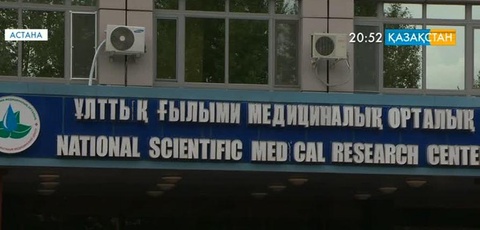 АСТАНА
20:52 ҚАЗАҚСТАН
ҰЛТТЫҚ ҒЫЛЫМИ МЕДИЦИНАЛЫҚ ОРТАЛЫҚ
NATIONAL SCIENTIFIC MED CAL RESEARCH CENTE